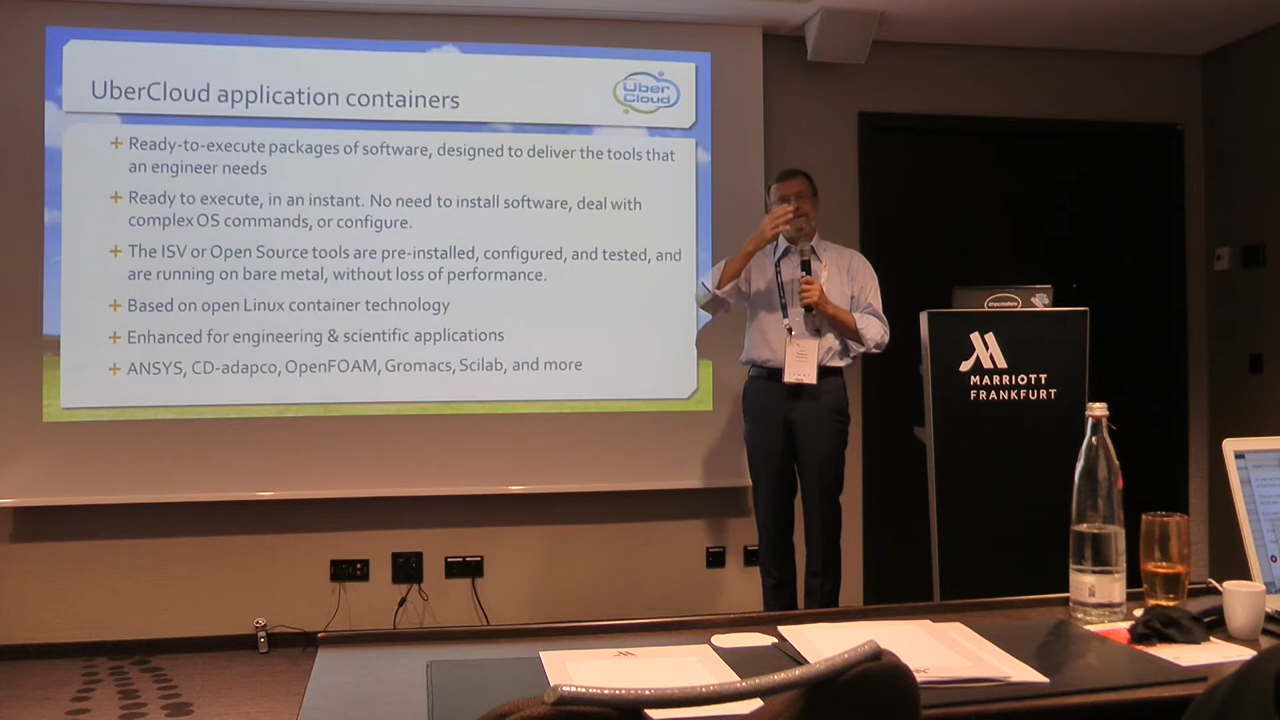 UberCloud application containers
Uber
Cloud
Ready-to-execute packages of software, designed to deliver the tools that
an engineer needs
Ready to execute, in an instant. No need to install software, deal with
complex OS commands, or configure.
The ISV or Open Source tools are pre-installed, configured, and tested, and
are running on bare metal, without loss of performance.
Based on open Linux container technology
Enhanced for engineering & scientific applications
ANSYS, CD-adapco, OpenFOAM, Gromacs, Scilab, and more
#hpcmatters
MARRIOTT
FRANKFURT